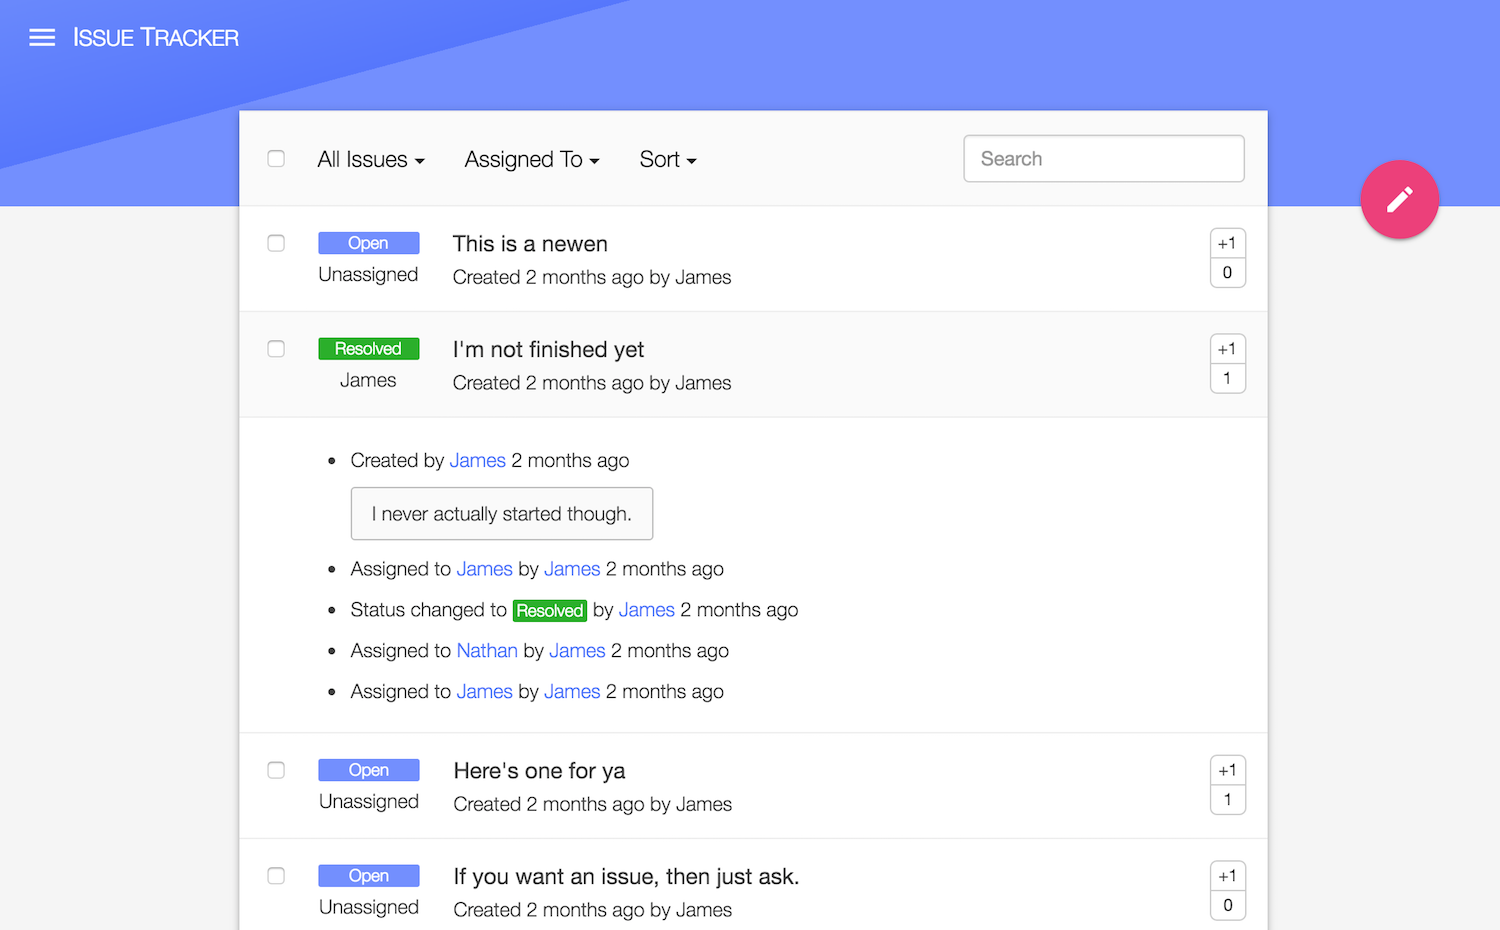 ISSUE TRACKER
All Issues
Assigned To
Sort
Search
Open
This is a newen
+1
Unassigned
Created 2 months ago by James
0
Resolved
I'm not finished yet
+1
James
Created 2 months ago by James
1
Created by James 2 months ago
I never actually started though.
Assigned to James by James 2 months ago
Status changed to Resolved by James 2 months ago
Assigned to Nathan by James 2 months ago
Assigned to James by James 2 months ago
Open
Here's one for ya
+1
Unassigned
Created 2 months ago by James
1
Open
If you want an issue, then just ask.
+1
Unassigned
Created 2 months ago by James
0